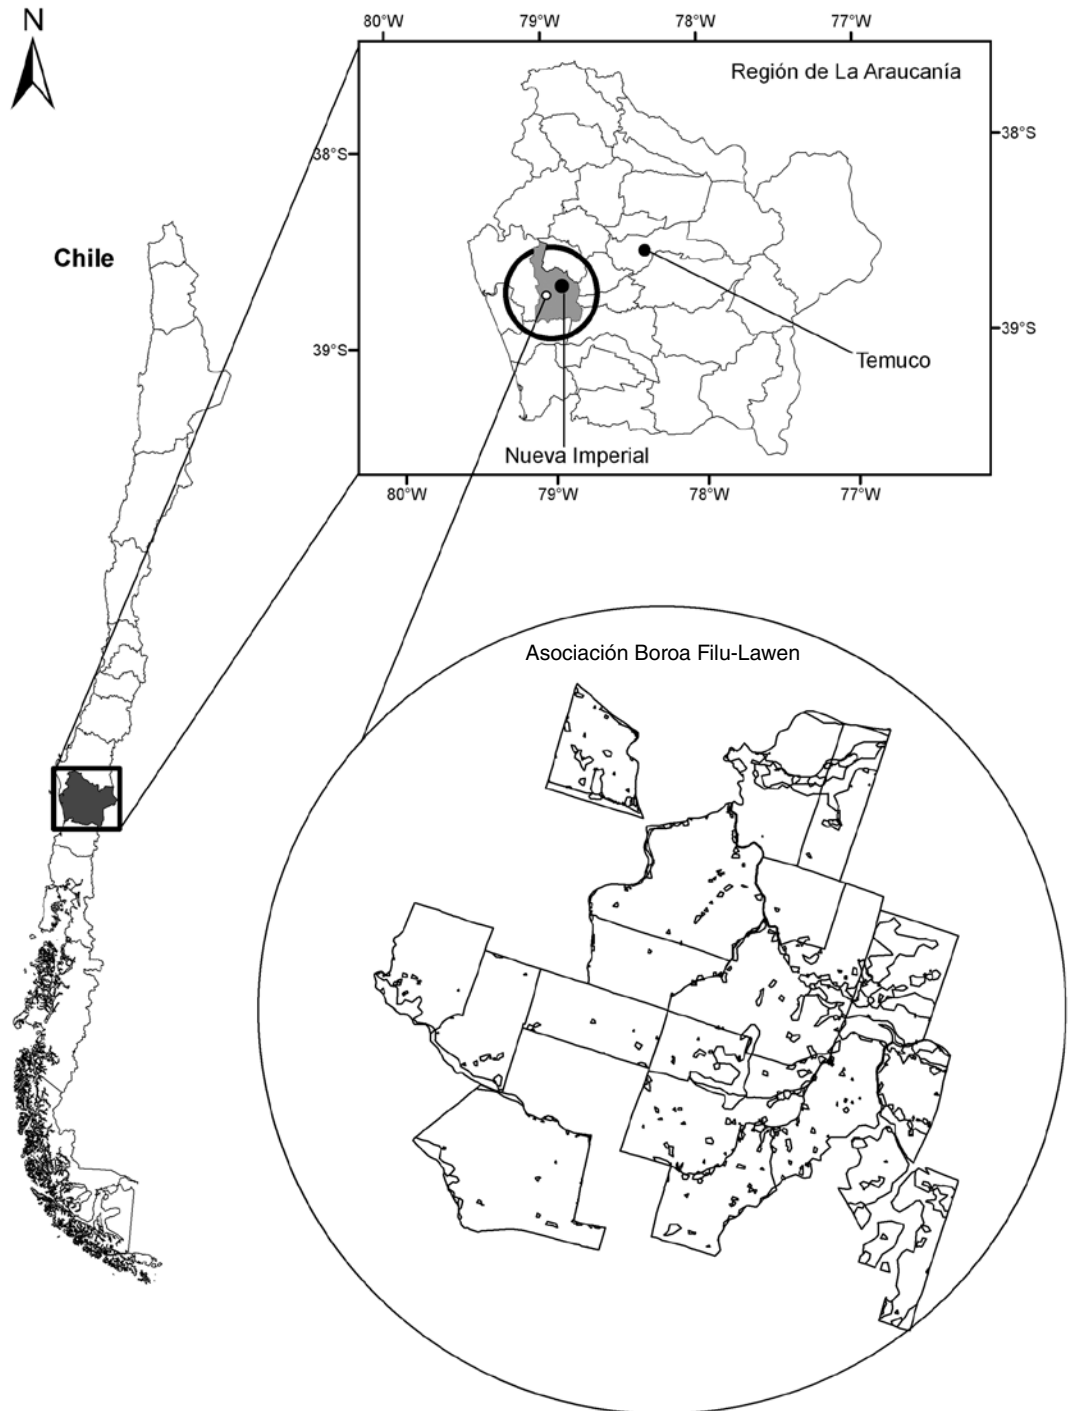 N
80°W 79°W 78°W 77°W
Región de La Araucanía
38°S
38°S
Chile
39°S
39°S
Temuco
Nueva Imperial
80°W 79°W 78°W 77°W
Asociación Boroa Filu-Lawen